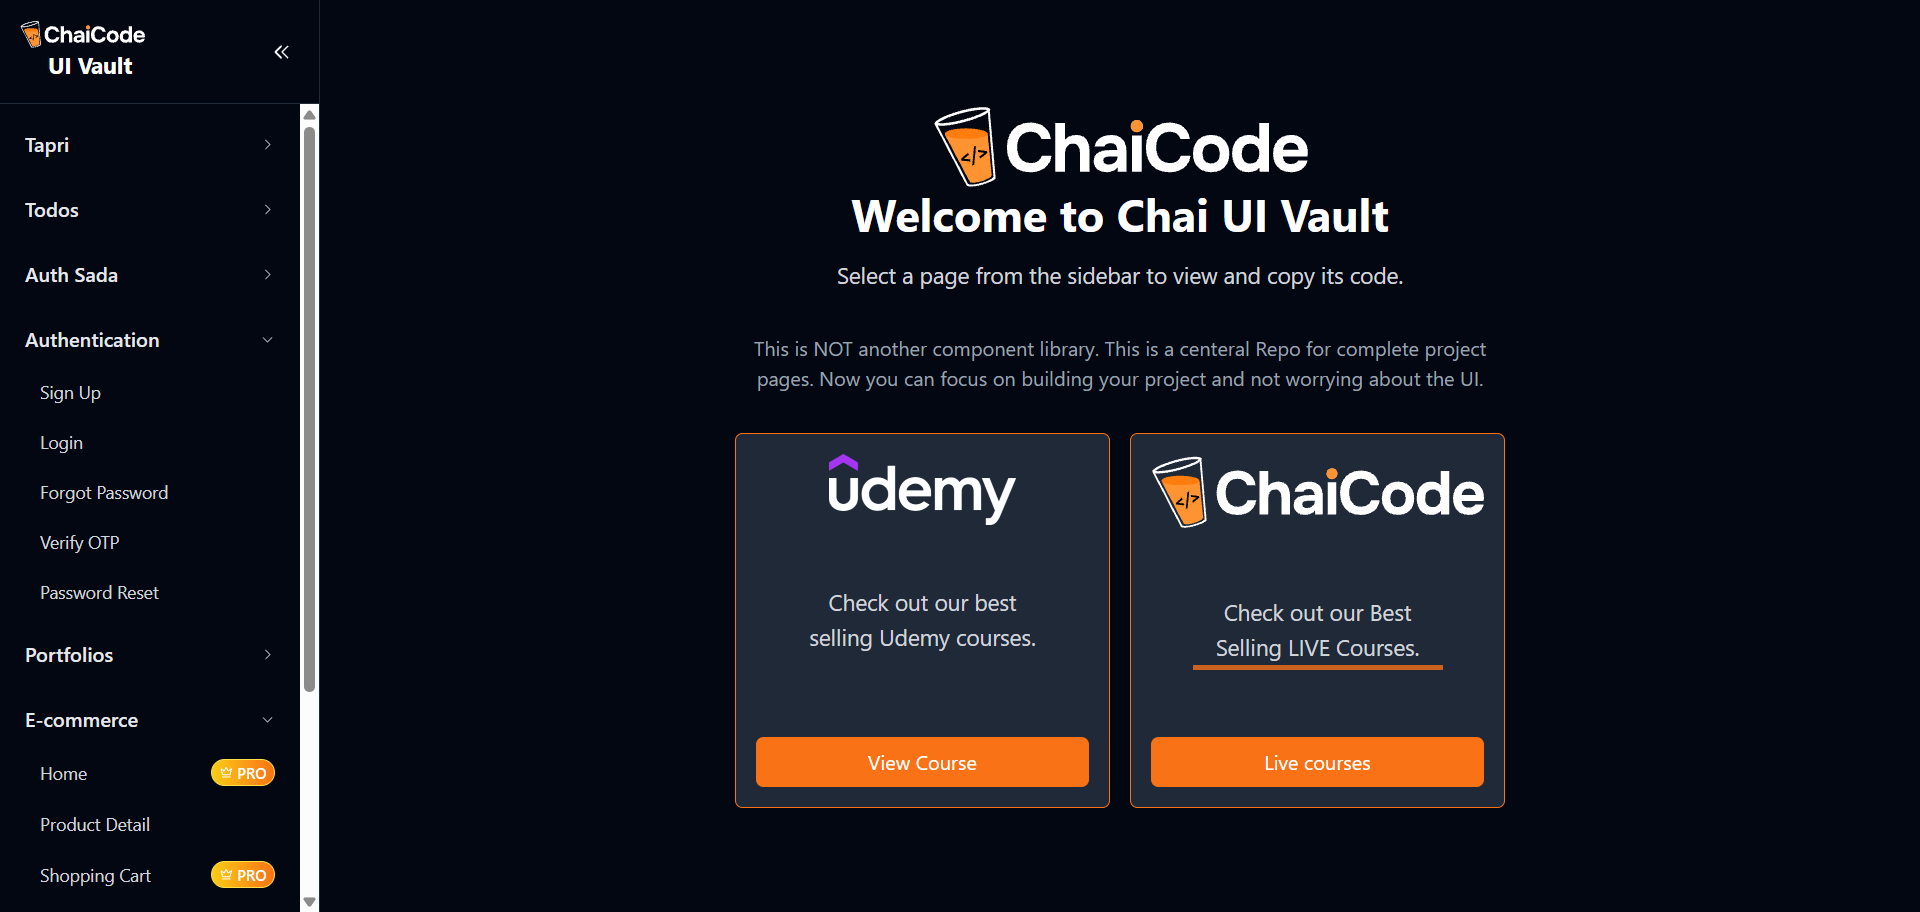 ChaiCode
UI Vault
Tapri
Todos
Auth Sada
Authentication
Sign Up
Login
Forgot Password
Verify OTP
Password Reset
Portfolios
E-commerce
Home
PRO
Product Detail
Shopping Cart
PRO
</> ChaiCode
Welcome to Chai UI Vault
Select a page from the sidebar to view and copy its code.
This is NOT another component library. This is a centeral Repo for complete project
pages. Now you can focus on building your project and not worrying about the UI.
udemy
Check out our best
selling Udemy courses.
View Course
</> ChaiCode
Check out our Best
Selling LIVE Courses.
Live courses